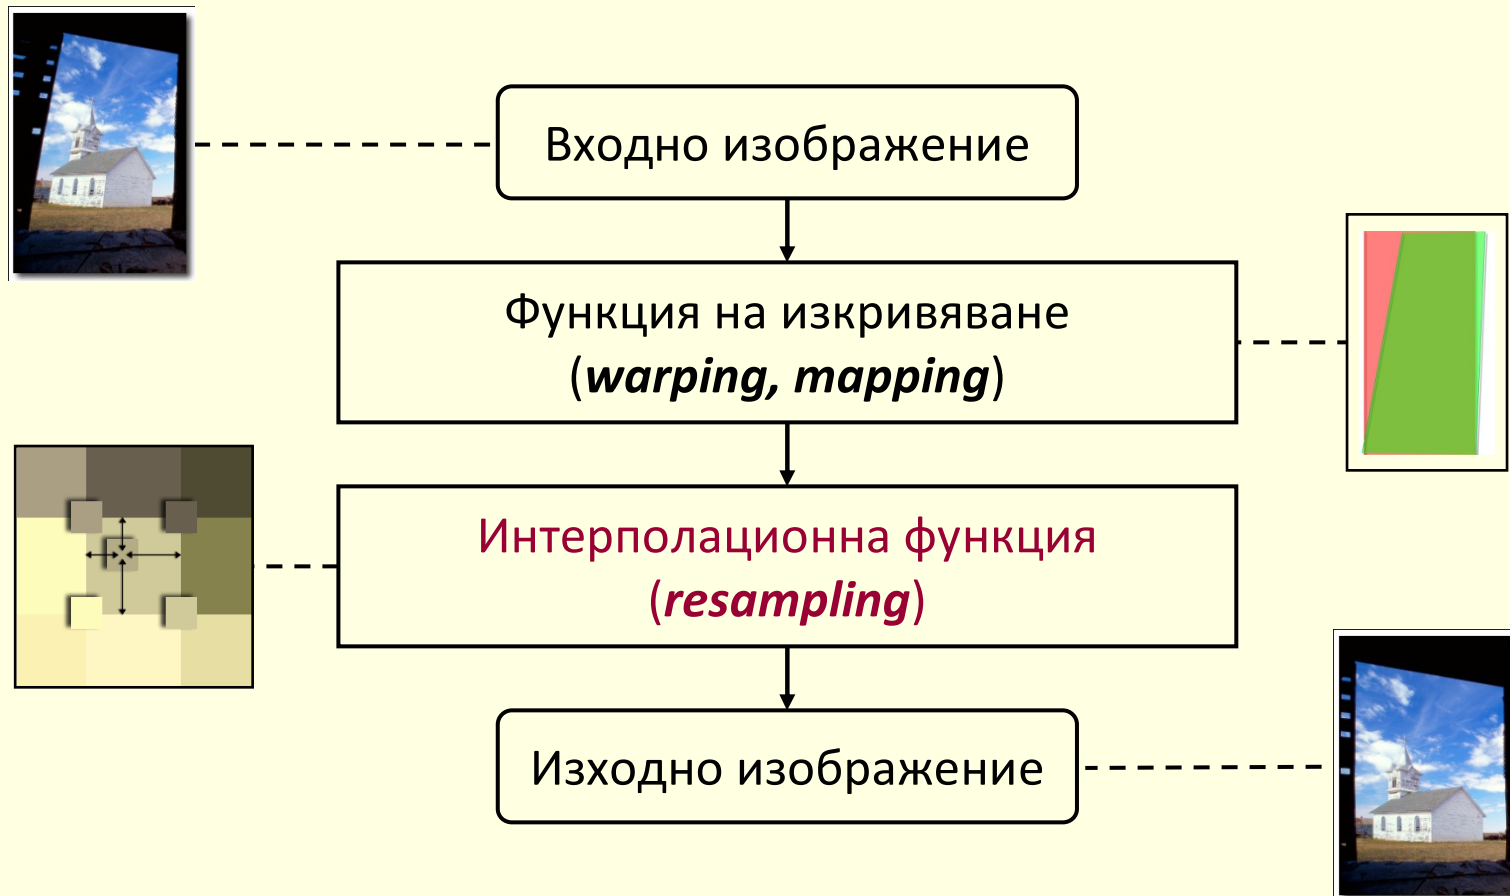 Входно изображение
Функция на изкривяване
(warping, mapping)
Интерполационна функция
(resampling)
Изходно изображение